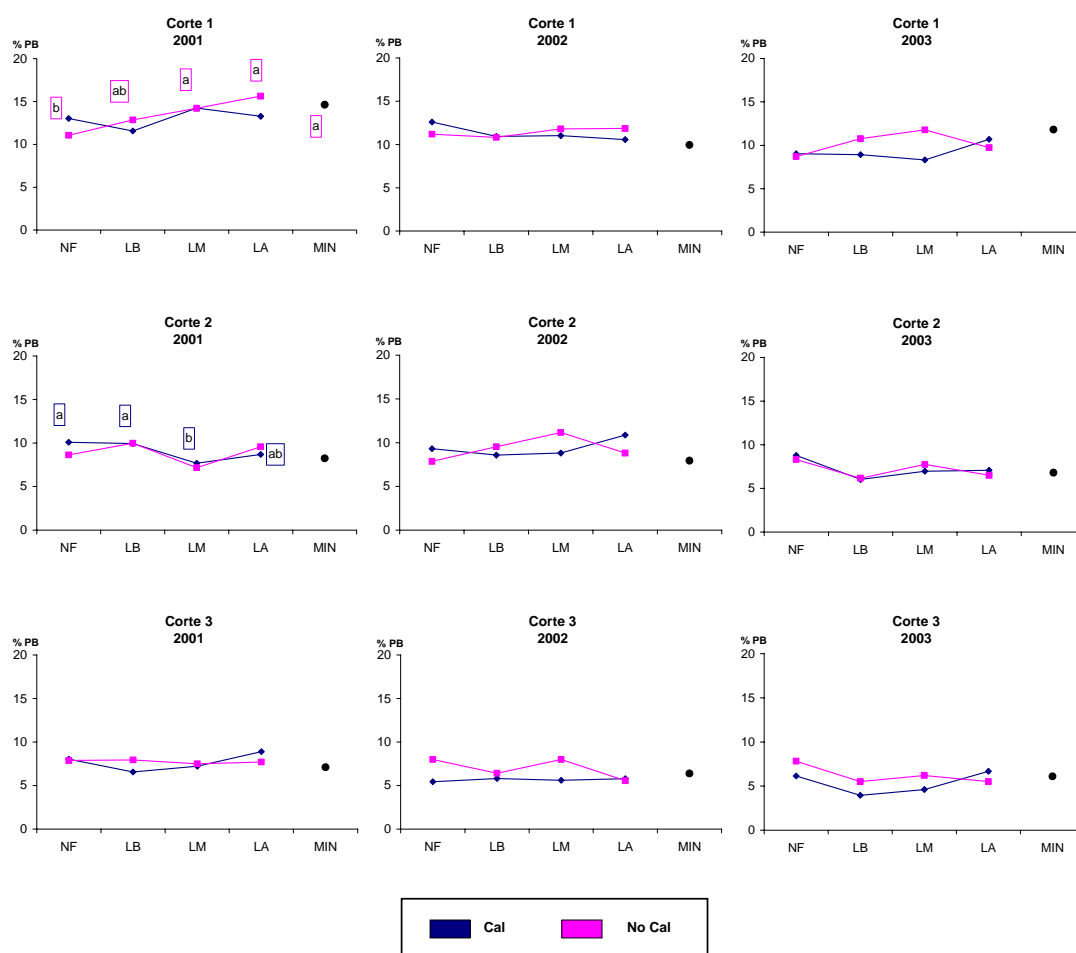 Corte 1
2001
% PB
20
15
10
5
0
b
ab
a
a
a
NF LB LM LA MIN
Corte 1
2002
% PB
20
15
10
5
0
NF LB LM LA MIN
Corte 1
2003
% PB
20
15
10
5
0
NF LB LM LA MIN
Corte 2
2001
% PB
20
15
10
5
0
a
a
b
ab
NF LB LM LA MIN
Corte 2
2002
% PB
20
15
10
5
0
NF LB LM LA MIN
Corte 2
2003
% PB
20
15
10
5
0
NF LB LM LA MIN
Corte 3
2001
% PB
20
15
10
5
0
NF LB LM LA MIN
Corte 3
2002
% PB
20
15
10
5
0
NF LB LM LA MIN
Corte 3
2003
% PB
20
15
10
5
0
NF LB LM LA MIN
Cal No Cal